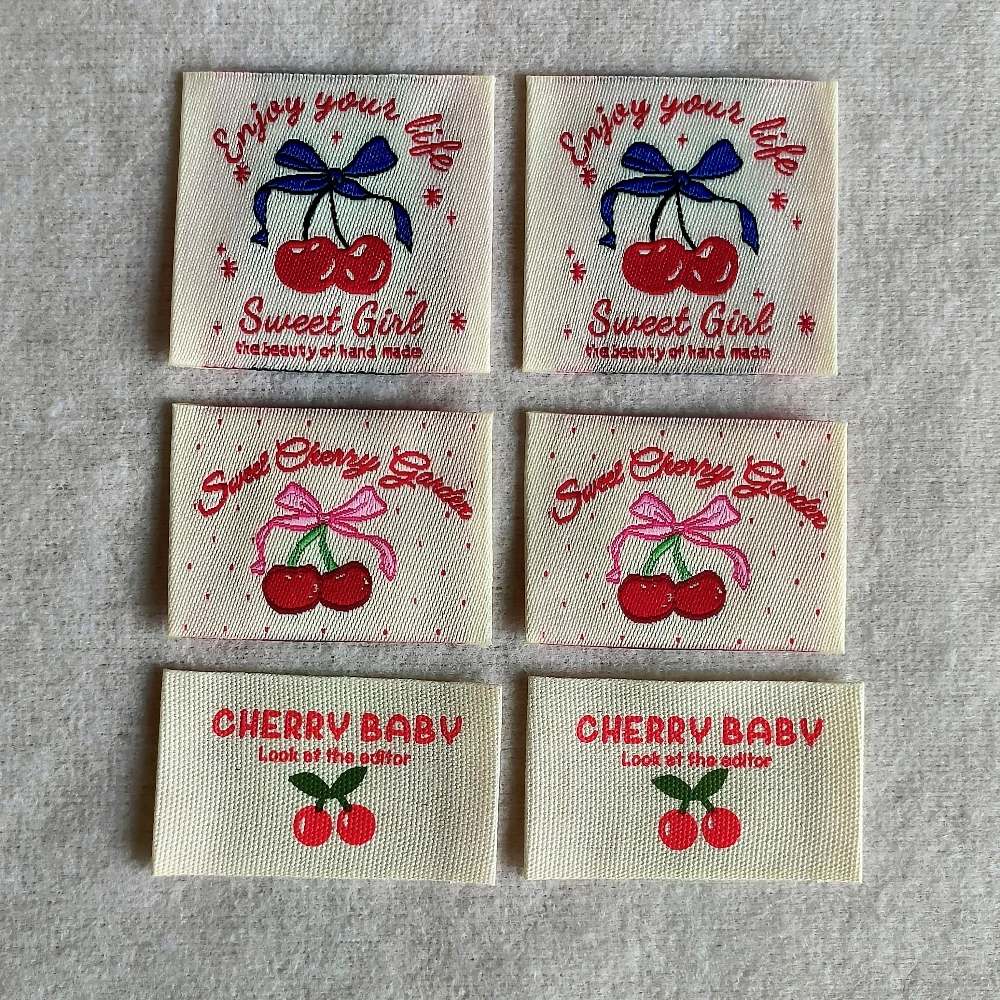 Enjoy your life
Sweet Girl
the beauty of hand made
Enjoy your life
Sweet Girl
the beauty of hand made
Sweet Cherry Garden
Sweet Cherry Garden
CHERRY BABY
Look at the editor
CHERRY BABY
Look at the editor